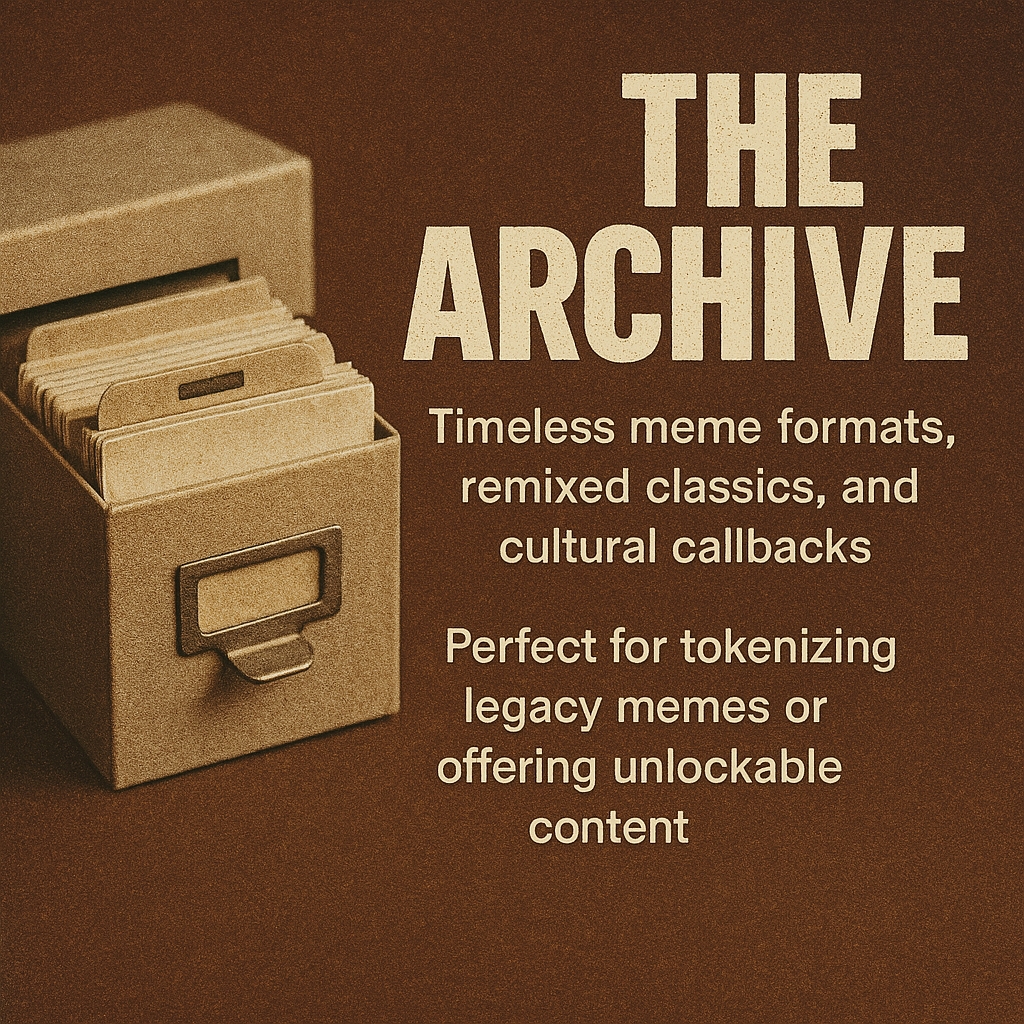 THE
ARCHIVE
Timeless meme formats,
remixed classics, and
cultural callbacks
Perfect for tokenizing
legacy memes or
offering unlockable
content